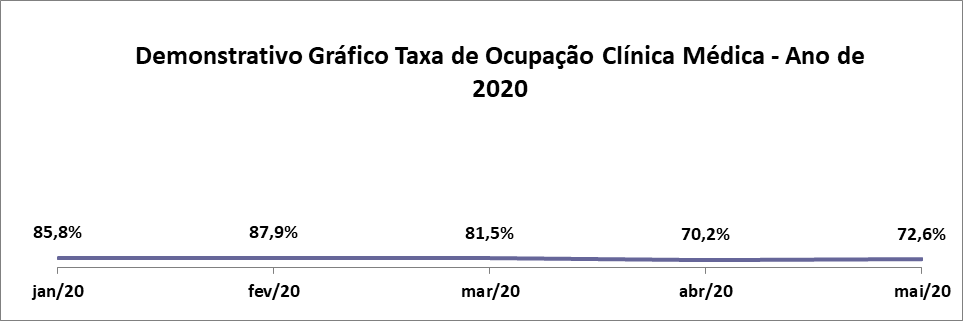 Demonstrativo Gráfico Taxa de Ocupação Clínica Médica - Ano de
2020
85,8% 87,9% 81,5% 70,2% 72,6%
jan/20 fev/20 mar/20 abr/20 mai/20